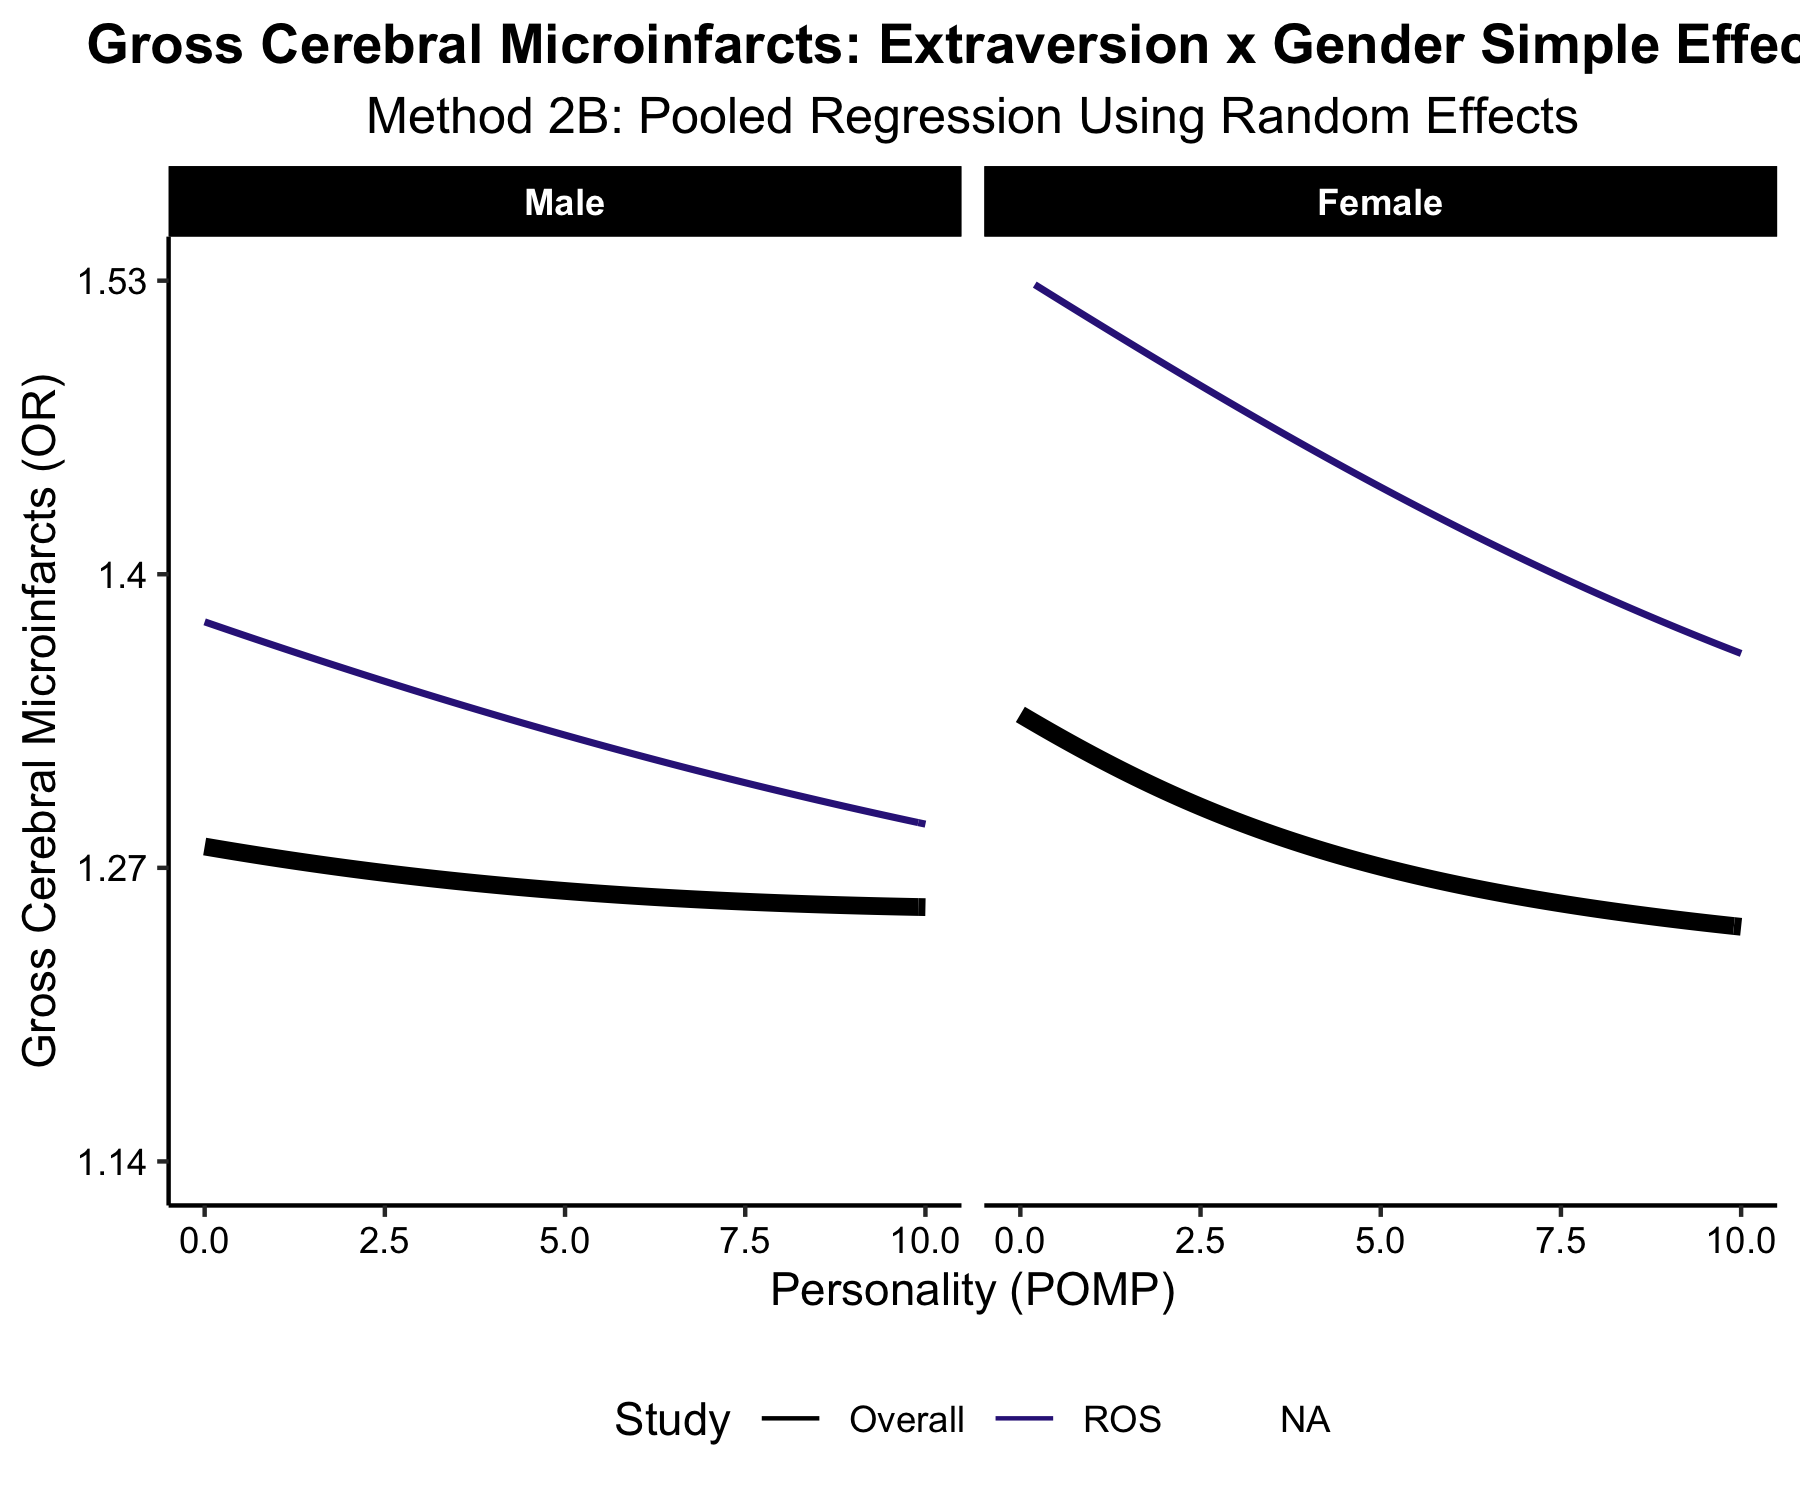 Gross Cerebral Microinfarcts: Extraversion x Gender Simple Effec
Method 2B: Pooled Regression Using Random Effects
Male
Female
Gross Cerebral Microinfarcts (OR)
1.53
1.4
1.27
1.14
0.0 2.5 5.0 7.5 10.0 0.0 2.5 5.0 7.5 10.0
Personality (POMP)
Study Overall ROS NA